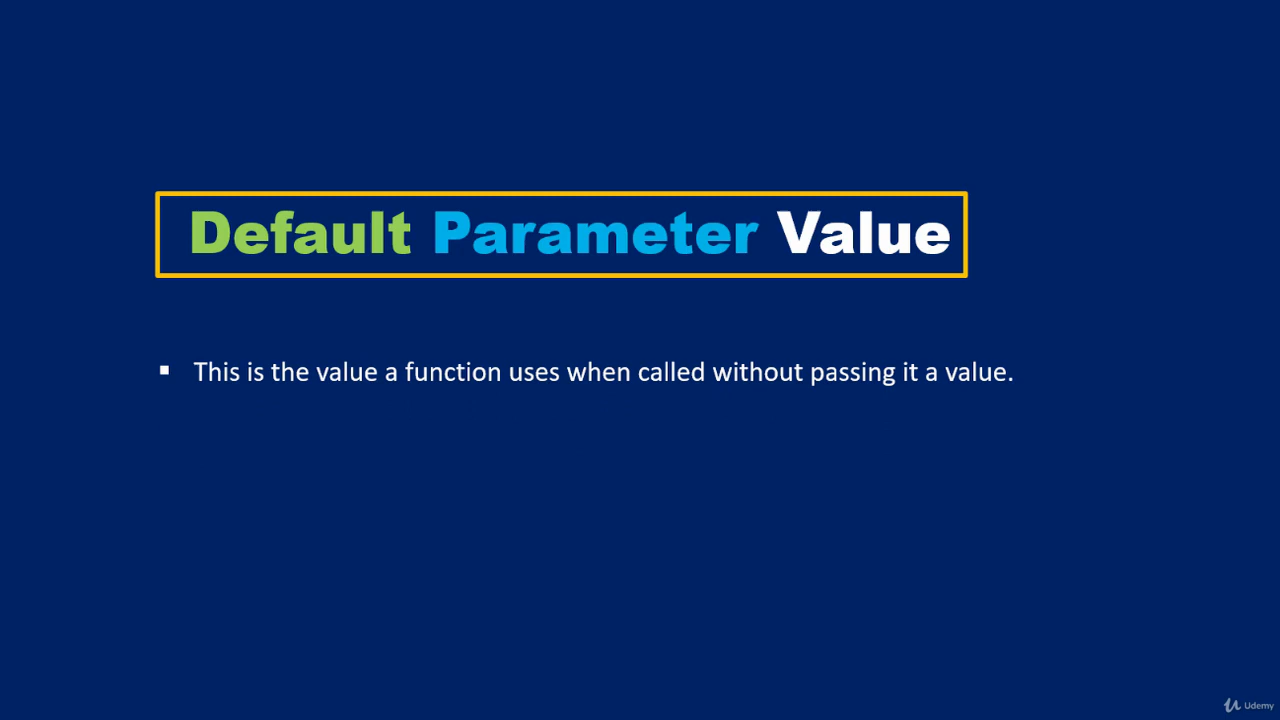 Default Parameter Value
▪ This is the value a function uses when called without passing it a value.
Udemy